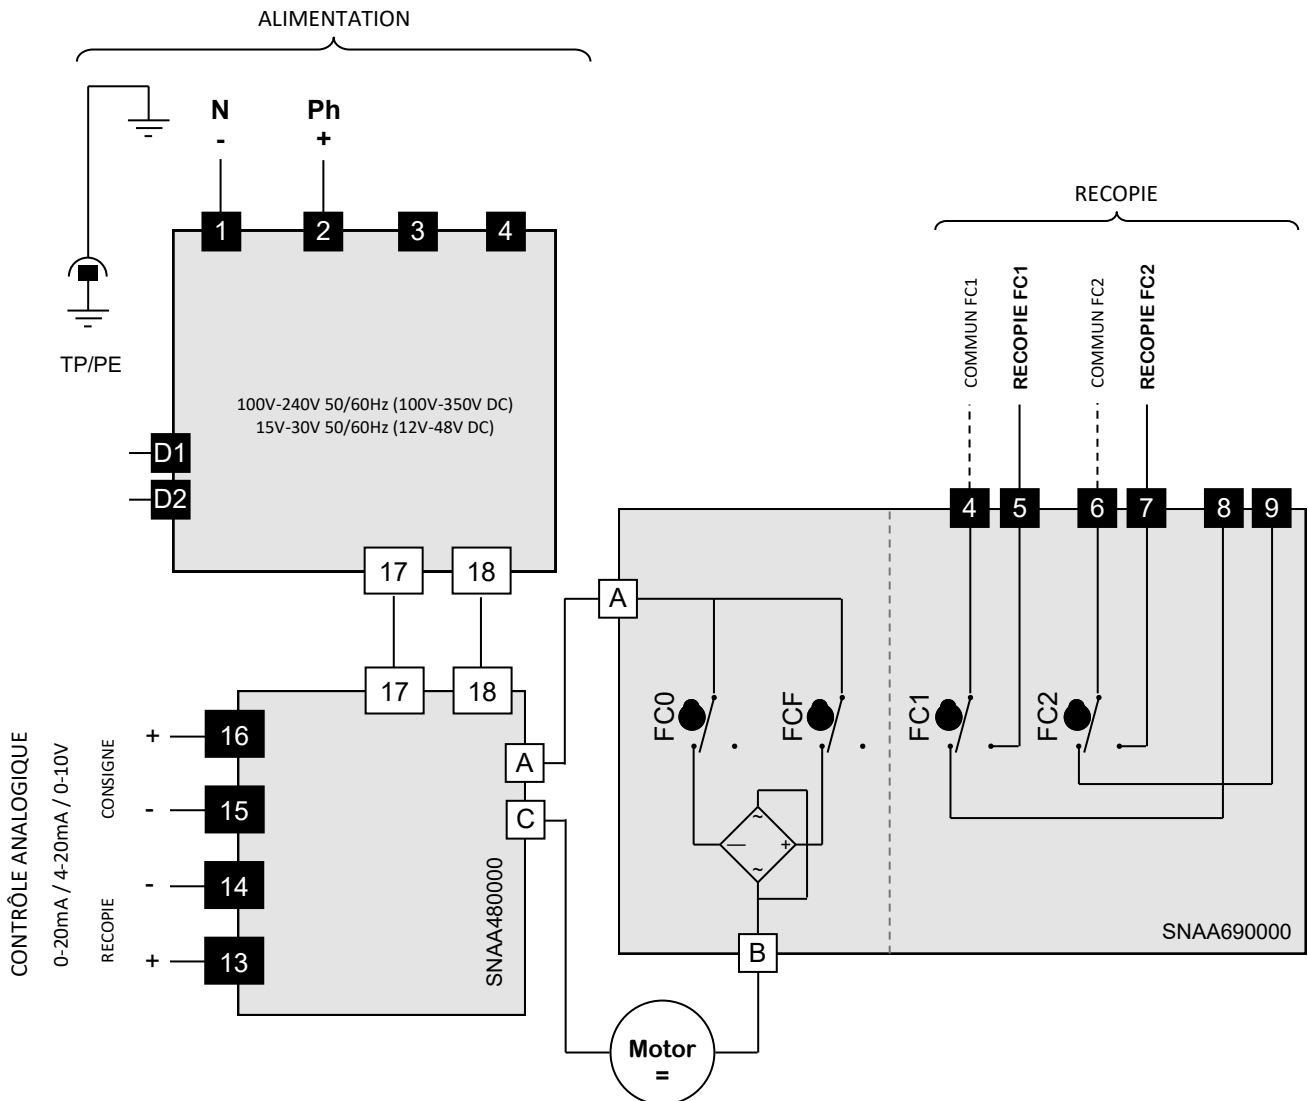 ALIMENTATION
N
-
Ph
+
1
2
3
4
TP/PE
100V-240V 50/60Hz (100V-350V DC)
15V-30V 50/60Hz (12V-48V DC)
D1
D2
17
18
RECOPIE
COMMUN FC1
RECOPIE FC1
COMMUN FC2
RECOPIE FC2
4
5
6
7
8
9
A
FC0
FCF
FC1
FC2
~
—
+
~
B
SNAA690000
17
18
CONTRÔLE ANALOGIQUE
0-20mA / 4-20mA / 0-10V
CONSIGNE
RECOPIE
+
16
-
15
-
14
+
13
A
C
SNAA480000
Motor
=